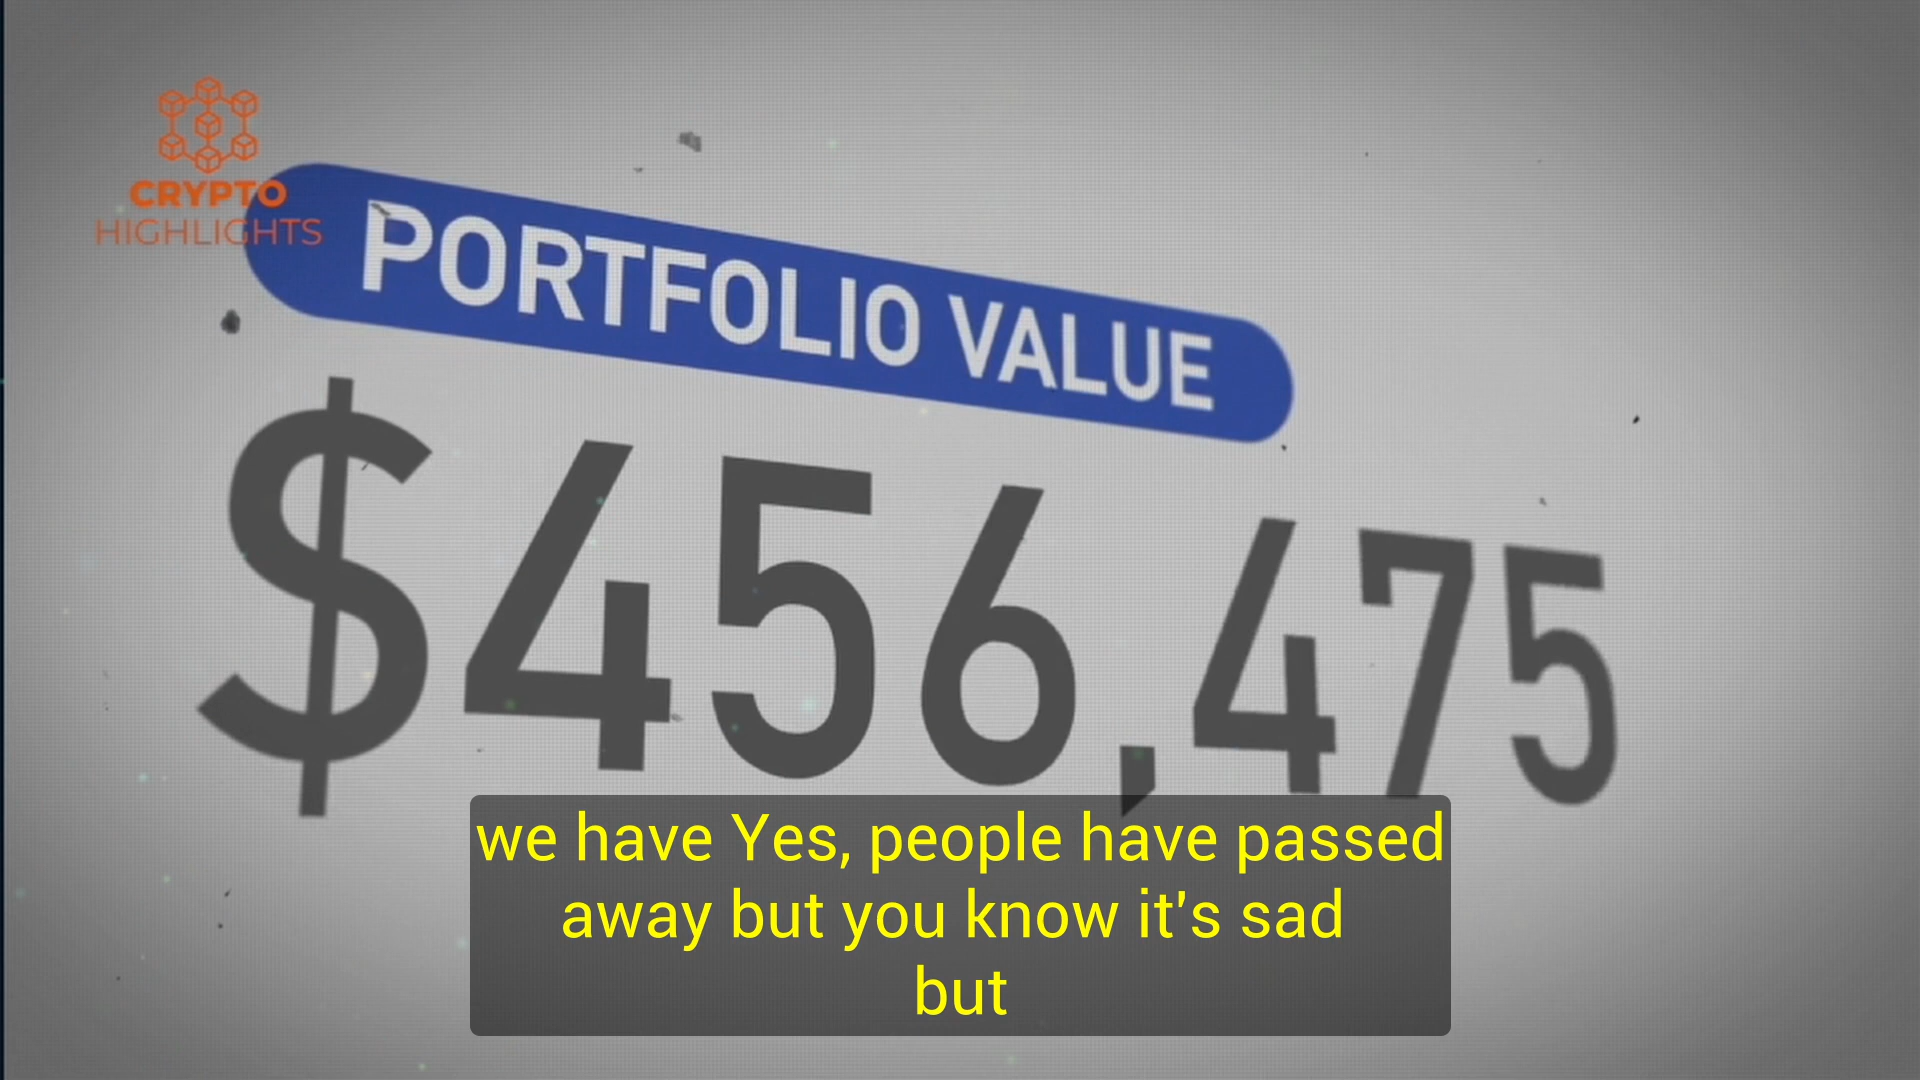 CRYPTO
HIGHLIGHTS
PORTFOLIO VALUE
$456,475
we have Yes, people have passed
away but you know it's sad
but